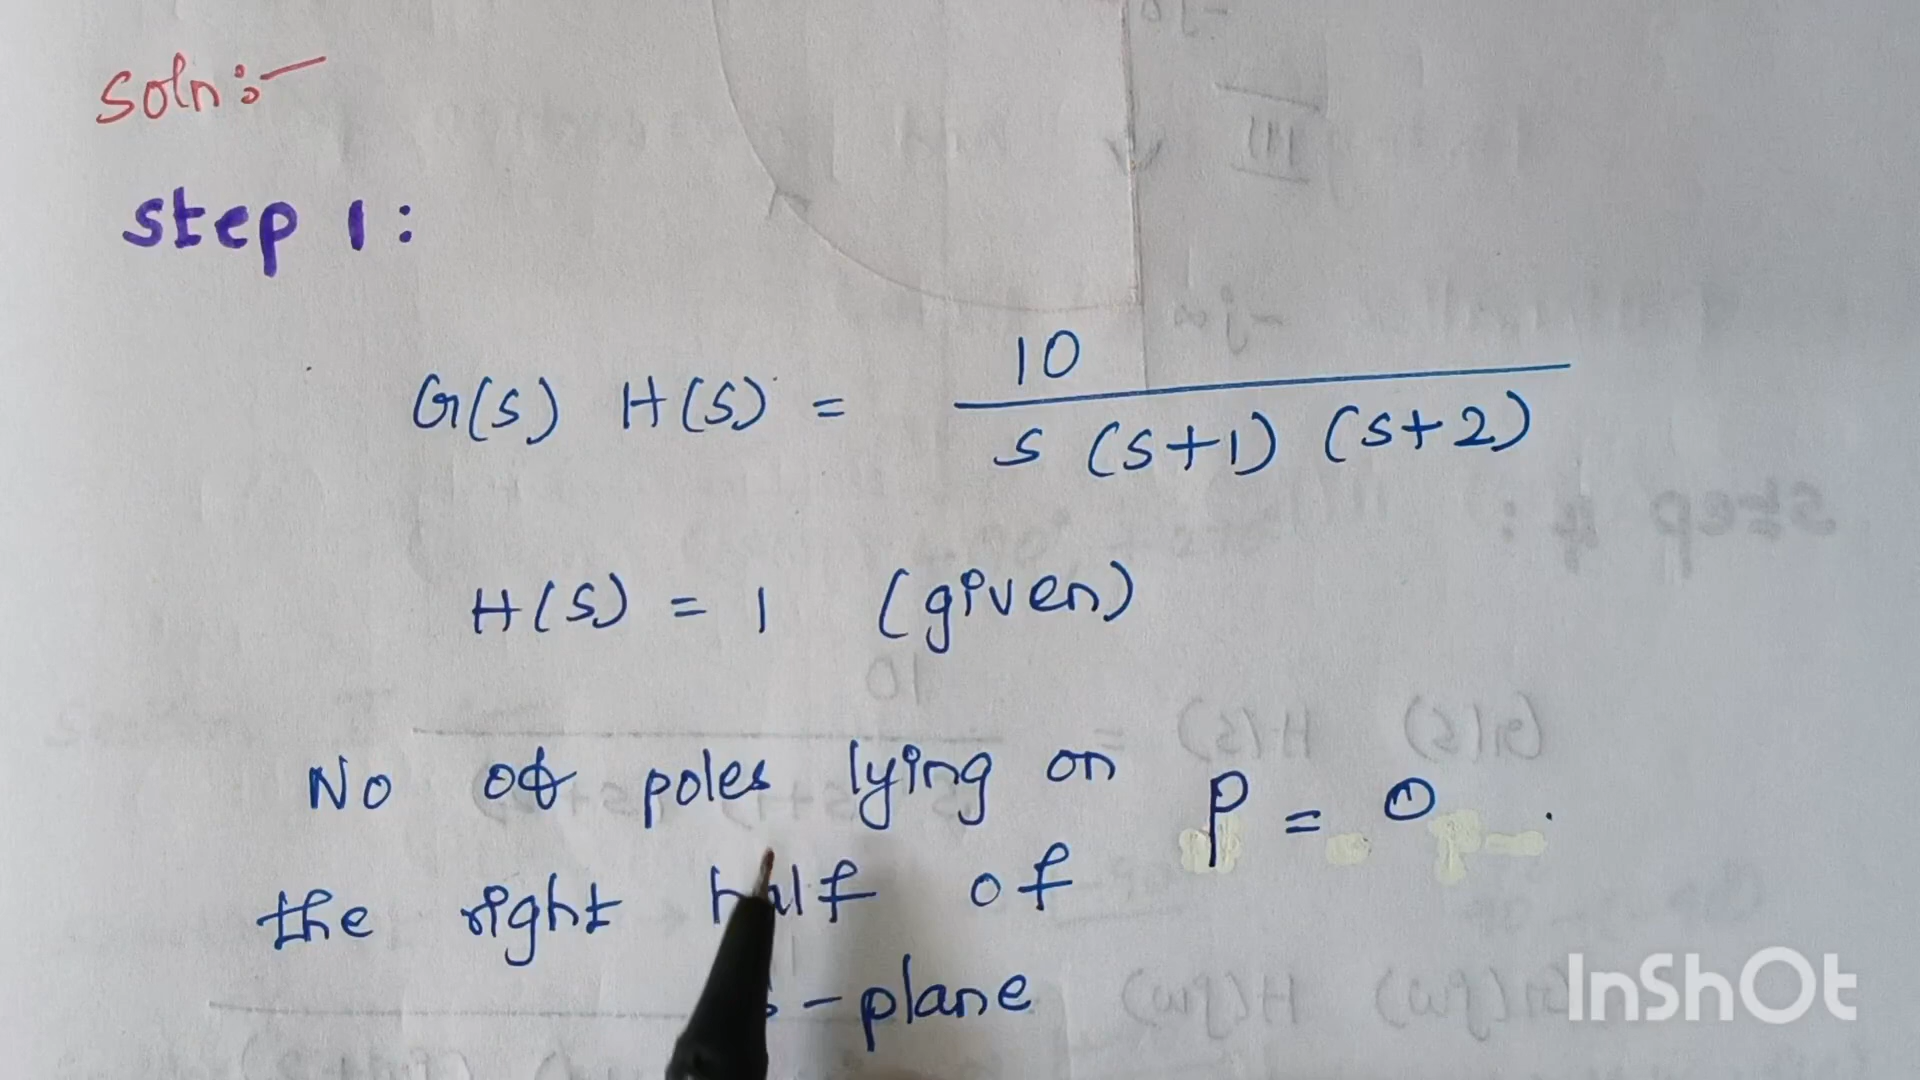 Soln:-
Step 1:
G(s) H(s) = 10 / s (s+1) (s+2)
H(s) = 1 (given)
No of poles lying on P = 0.
the right half of
s-plane
InShOt